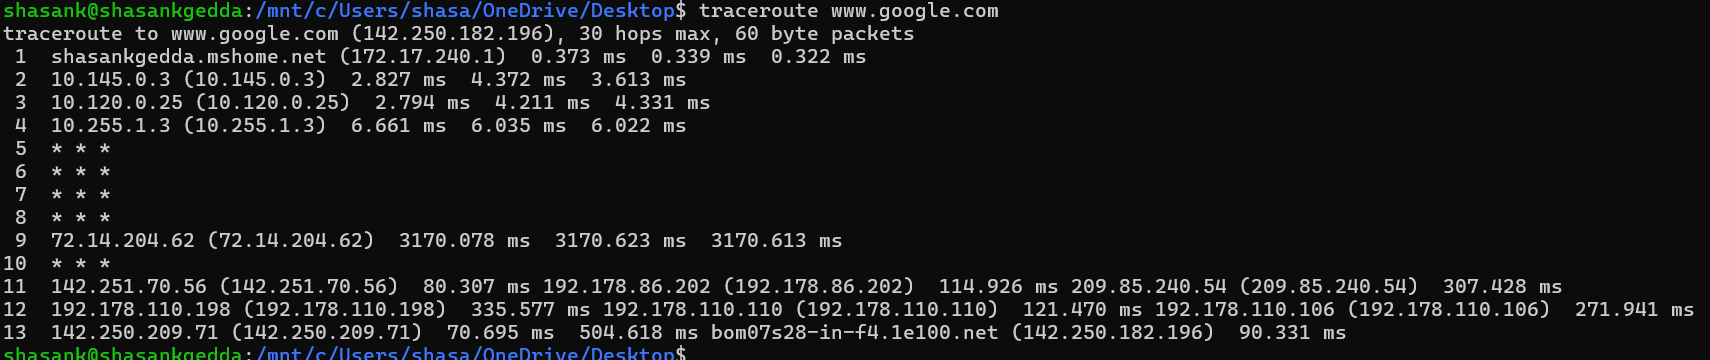 shasank@shasankgedda:/mnt/c/Users/shasa/OneDrive/Desktop$ traceroute www.google.com
traceroute to www.google.com (142.250.182.196), 30 hops max, 60 byte packets
 1  shasankgedda.mshome.net (172.17.240.1)  0.373 ms  0.339 ms  0.322 ms
 2  10.145.0.3 (10.145.0.3)  2.827 ms  4.372 ms  3.613 ms
 3  10.120.0.25 (10.120.0.25)  2.794 ms  4.211 ms  4.331 ms
 4  10.255.1.3 (10.255.1.3)  6.661 ms  6.035 ms  6.022 ms
 5  * * *
 6  * * *
 7  * * *
 8  * * *
 9  72.14.204.62 (72.14.204.62)  3170.078 ms  3170.623 ms  3170.613 ms
10  * * *
11  142.251.70.56 (142.251.70.56)  80.307 ms 192.178.86.202 (192.178.86.202)  114.926 ms 209.85.240.54 (209.85.240.54)  307.428 ms
12  192.178.110.198 (192.178.110.198)  335.577 ms 192.178.110.110 (192.178.110.110)  121.470 ms 192.178.110.106 (192.178.110.106)  271.941 ms
13  142.250.209.71 (142.250.209.71)  70.695 ms  504.618 ms bom07s28-in-f4.1e100.net (142.250.182.196)  90.331 ms
shasank@shasankgedda:/mnt/c/Users/shasa/OneDrive/Desktop$